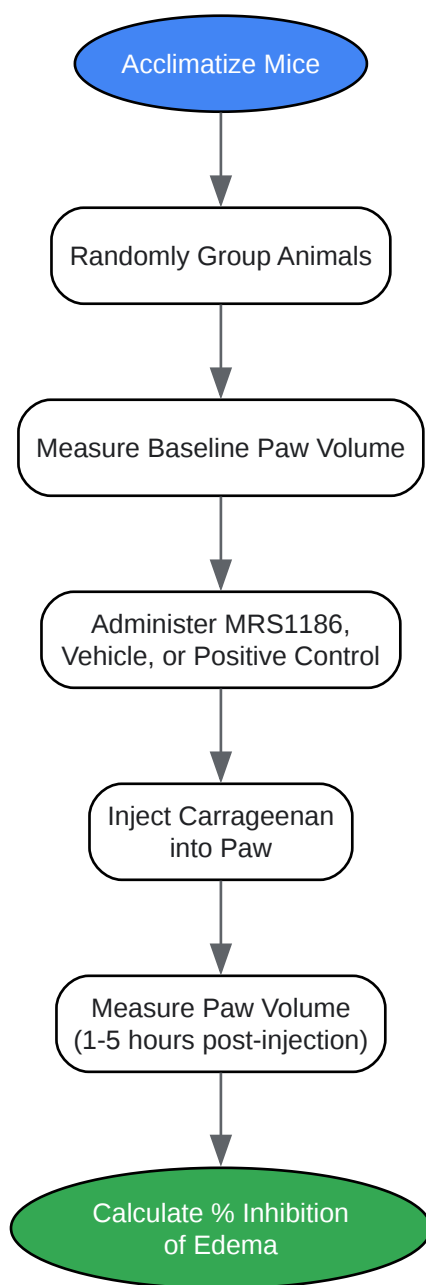 Acclimatize Mice
Randomly Group Animals
Measure Baseline Paw Volume
Administer MRS1186,
Vehicle, or Positive Control
Inject Carrageenan
into Paw
Measure Paw Volume
(1-5 hours post-injection)
Calculate % Inhibition
of Edema